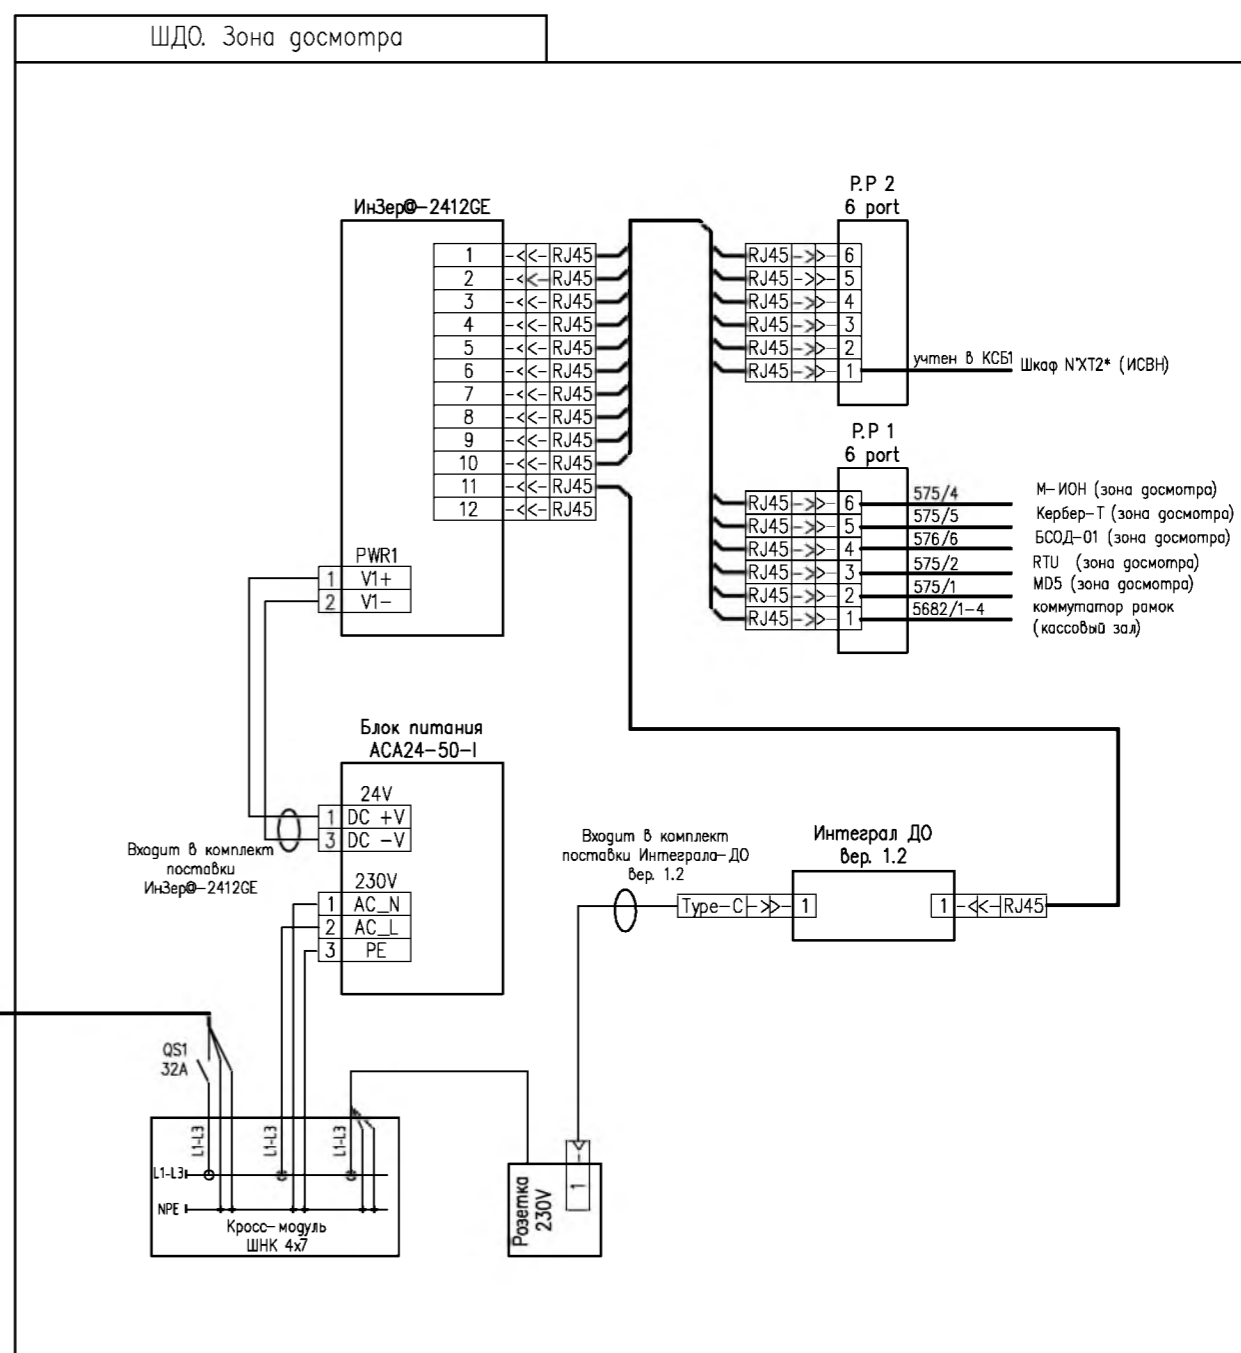 ШДО. Зона досмотра
ИнЗер@-2412GE
1 -<<- RJ45
2 -<<- RJ45
3 -<<- RJ45
4 -<<- RJ45
5 -<<- RJ45
6 -<<- RJ45
7 -<<- RJ45
8 -<<- RJ45
9 -<<- RJ45
10 -<<- RJ45
11 -<<- RJ45
12 -<<- RJ45
PWR1
1 V1+
2 V1-
P.P 2
6 port
RJ45 ->>- 6
RJ45 ->>- 5
RJ45 ->>- 4
RJ45 ->>- 3
RJ45 ->>- 2
RJ45 ->>- 1 учтен в КСБ1 Шкаф N°XT2* (ИСВН)
P.P 1
6 port
RJ45 ->>- 6 575/4 М-ИОН (зона досмотра)
RJ45 ->>- 5 575/5 Кербер-Т (зона досмотра)
RJ45 ->>- 4 576/6 БСОД-01 (зона досмотра)
RJ45 ->>- 3 575/2 RTU (зона досмотра)
RJ45 ->>- 2 575/1 MD5 (зона досмотра)
RJ45 ->>- 1 5682/1-4 коммутатор рамок
(кассовый зал)
Блок питания
ACA24-50-I
24V
1 DC +V
3 DC -V
Входит в комплект
поставки
ИнЗер@-2412GE
230V
1 AC_N
2 AC_L
3 PE
Входит в комплект
поставки Интеграла-ДО
вер. 1.2
Интеграл ДО
вер. 1.2
Type-C ->>- 1
1 -<<- RJ45
QS1
32A
L1-L3
L1-L3
L1-L3
L1-L3
NPE
Кросс-модуль
ШНК 4x7
Розетка
230V
1